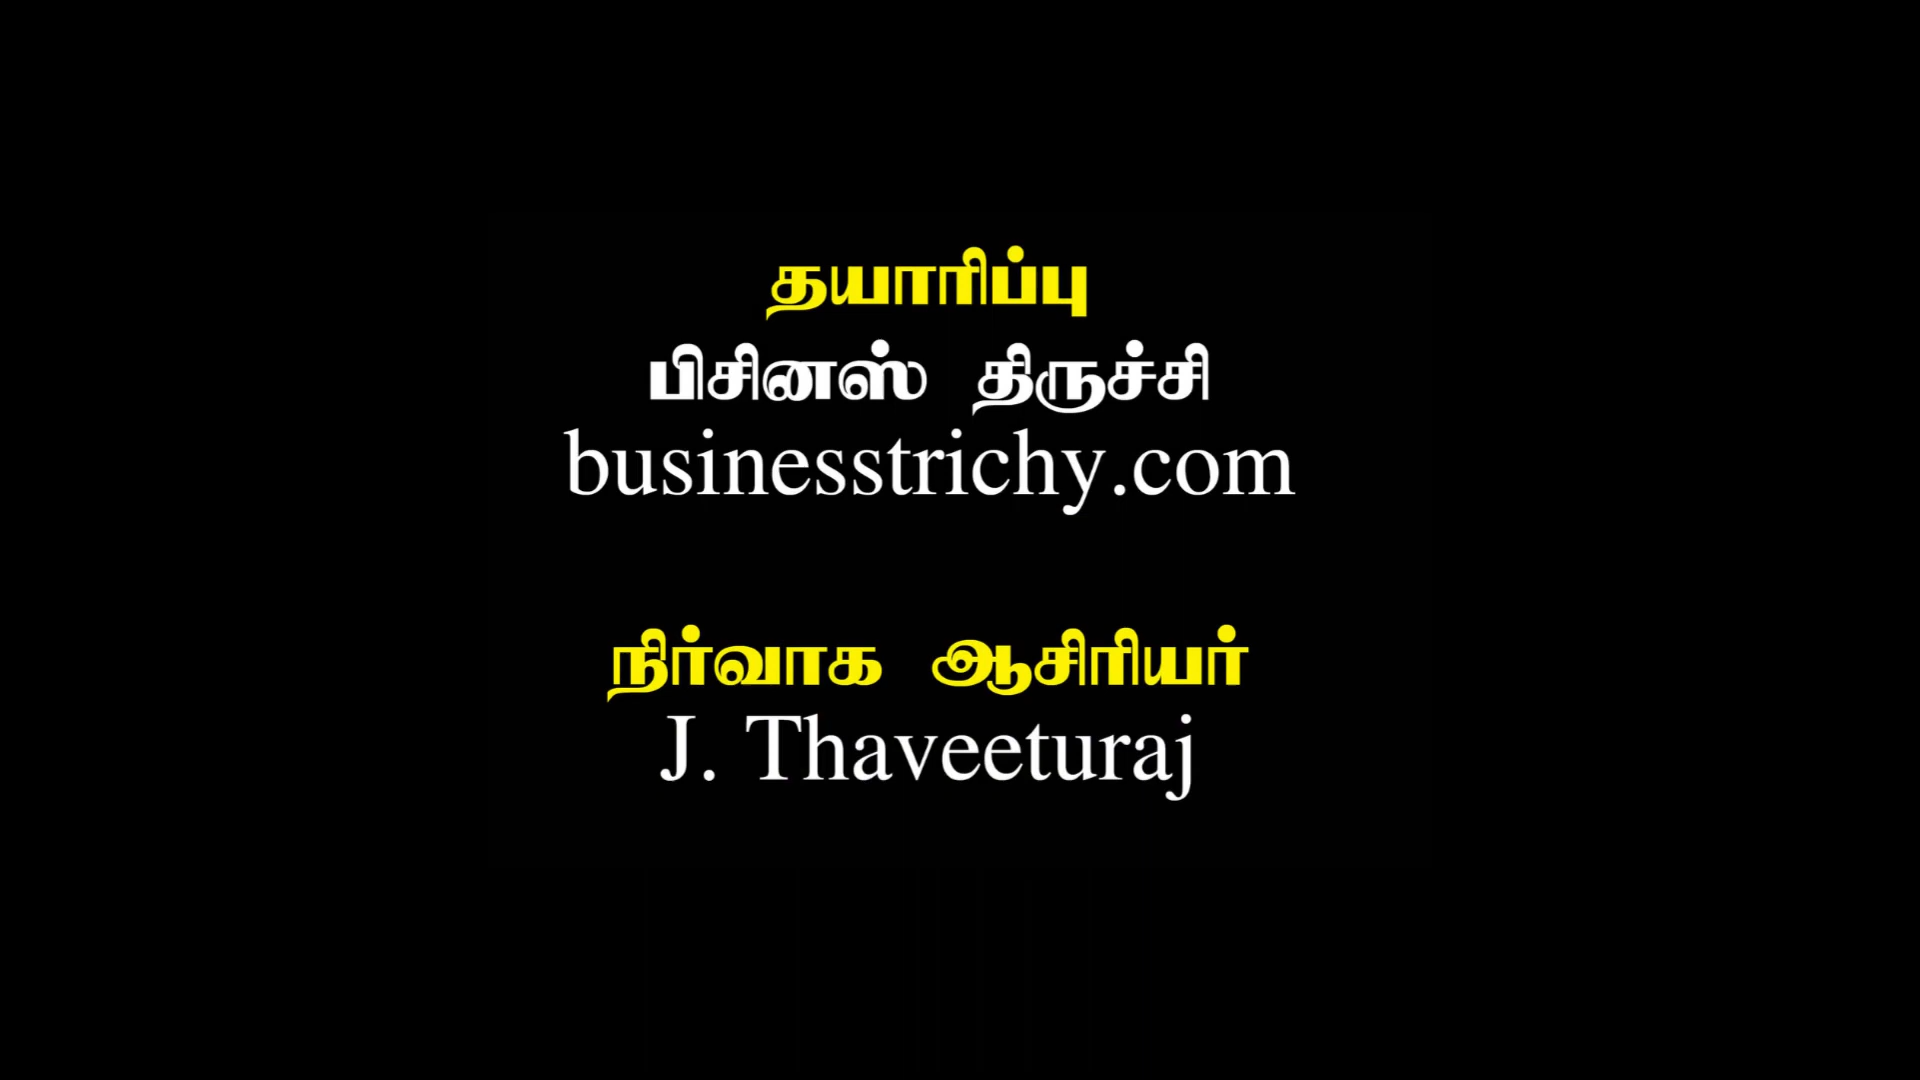 தயாரிப்பு
பிசினஸ் திருச்சி
businesstrichy.com
நிர்வாக ஆசிரியர்
J. Thaveeturaj